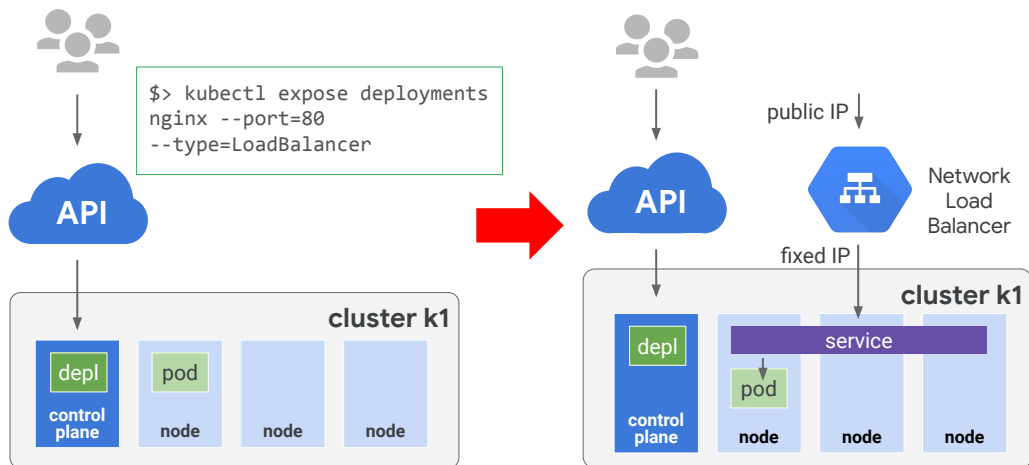 $> kubectl expose deployments
nginx --port=80
--type=LoadBalancer
API
cluster k1
depl
control
plane
pod
node
node
node
public IP
API
Network
Load
Balancer
fixed IP
cluster k1
depl
service
pod
control
plane
node
node
node